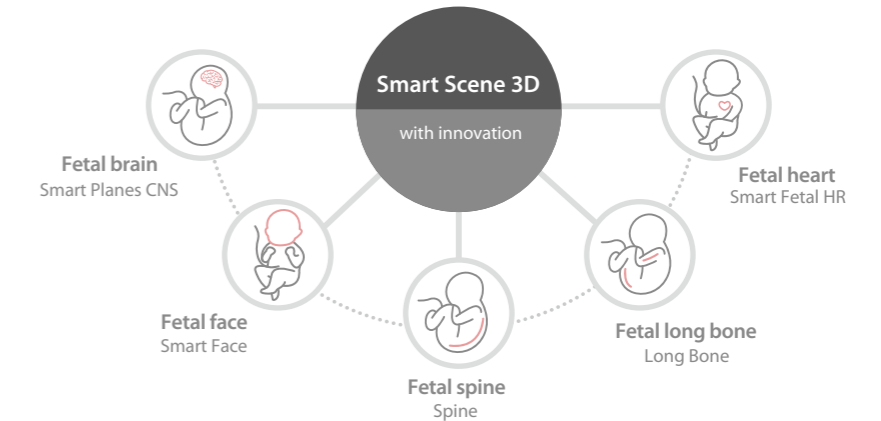 Smart Scene 3D
with innovation
Fetal brain
Smart Planes CNS
Fetal heart
Smart Fetal HR
Fetal face
Smart Face
Fetal long bone
Long Bone
Fetal spine
Spine